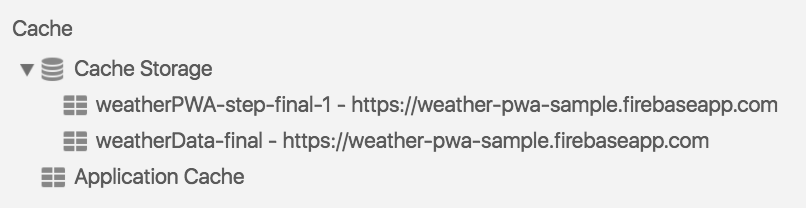 Cache
Cache Storage
weatherPWA-step-final-1 - https://weather-pwa-sample.firebaseapp.com
weatherData-final - https://weather-pwa-sample.firebaseapp.com
Application Cache